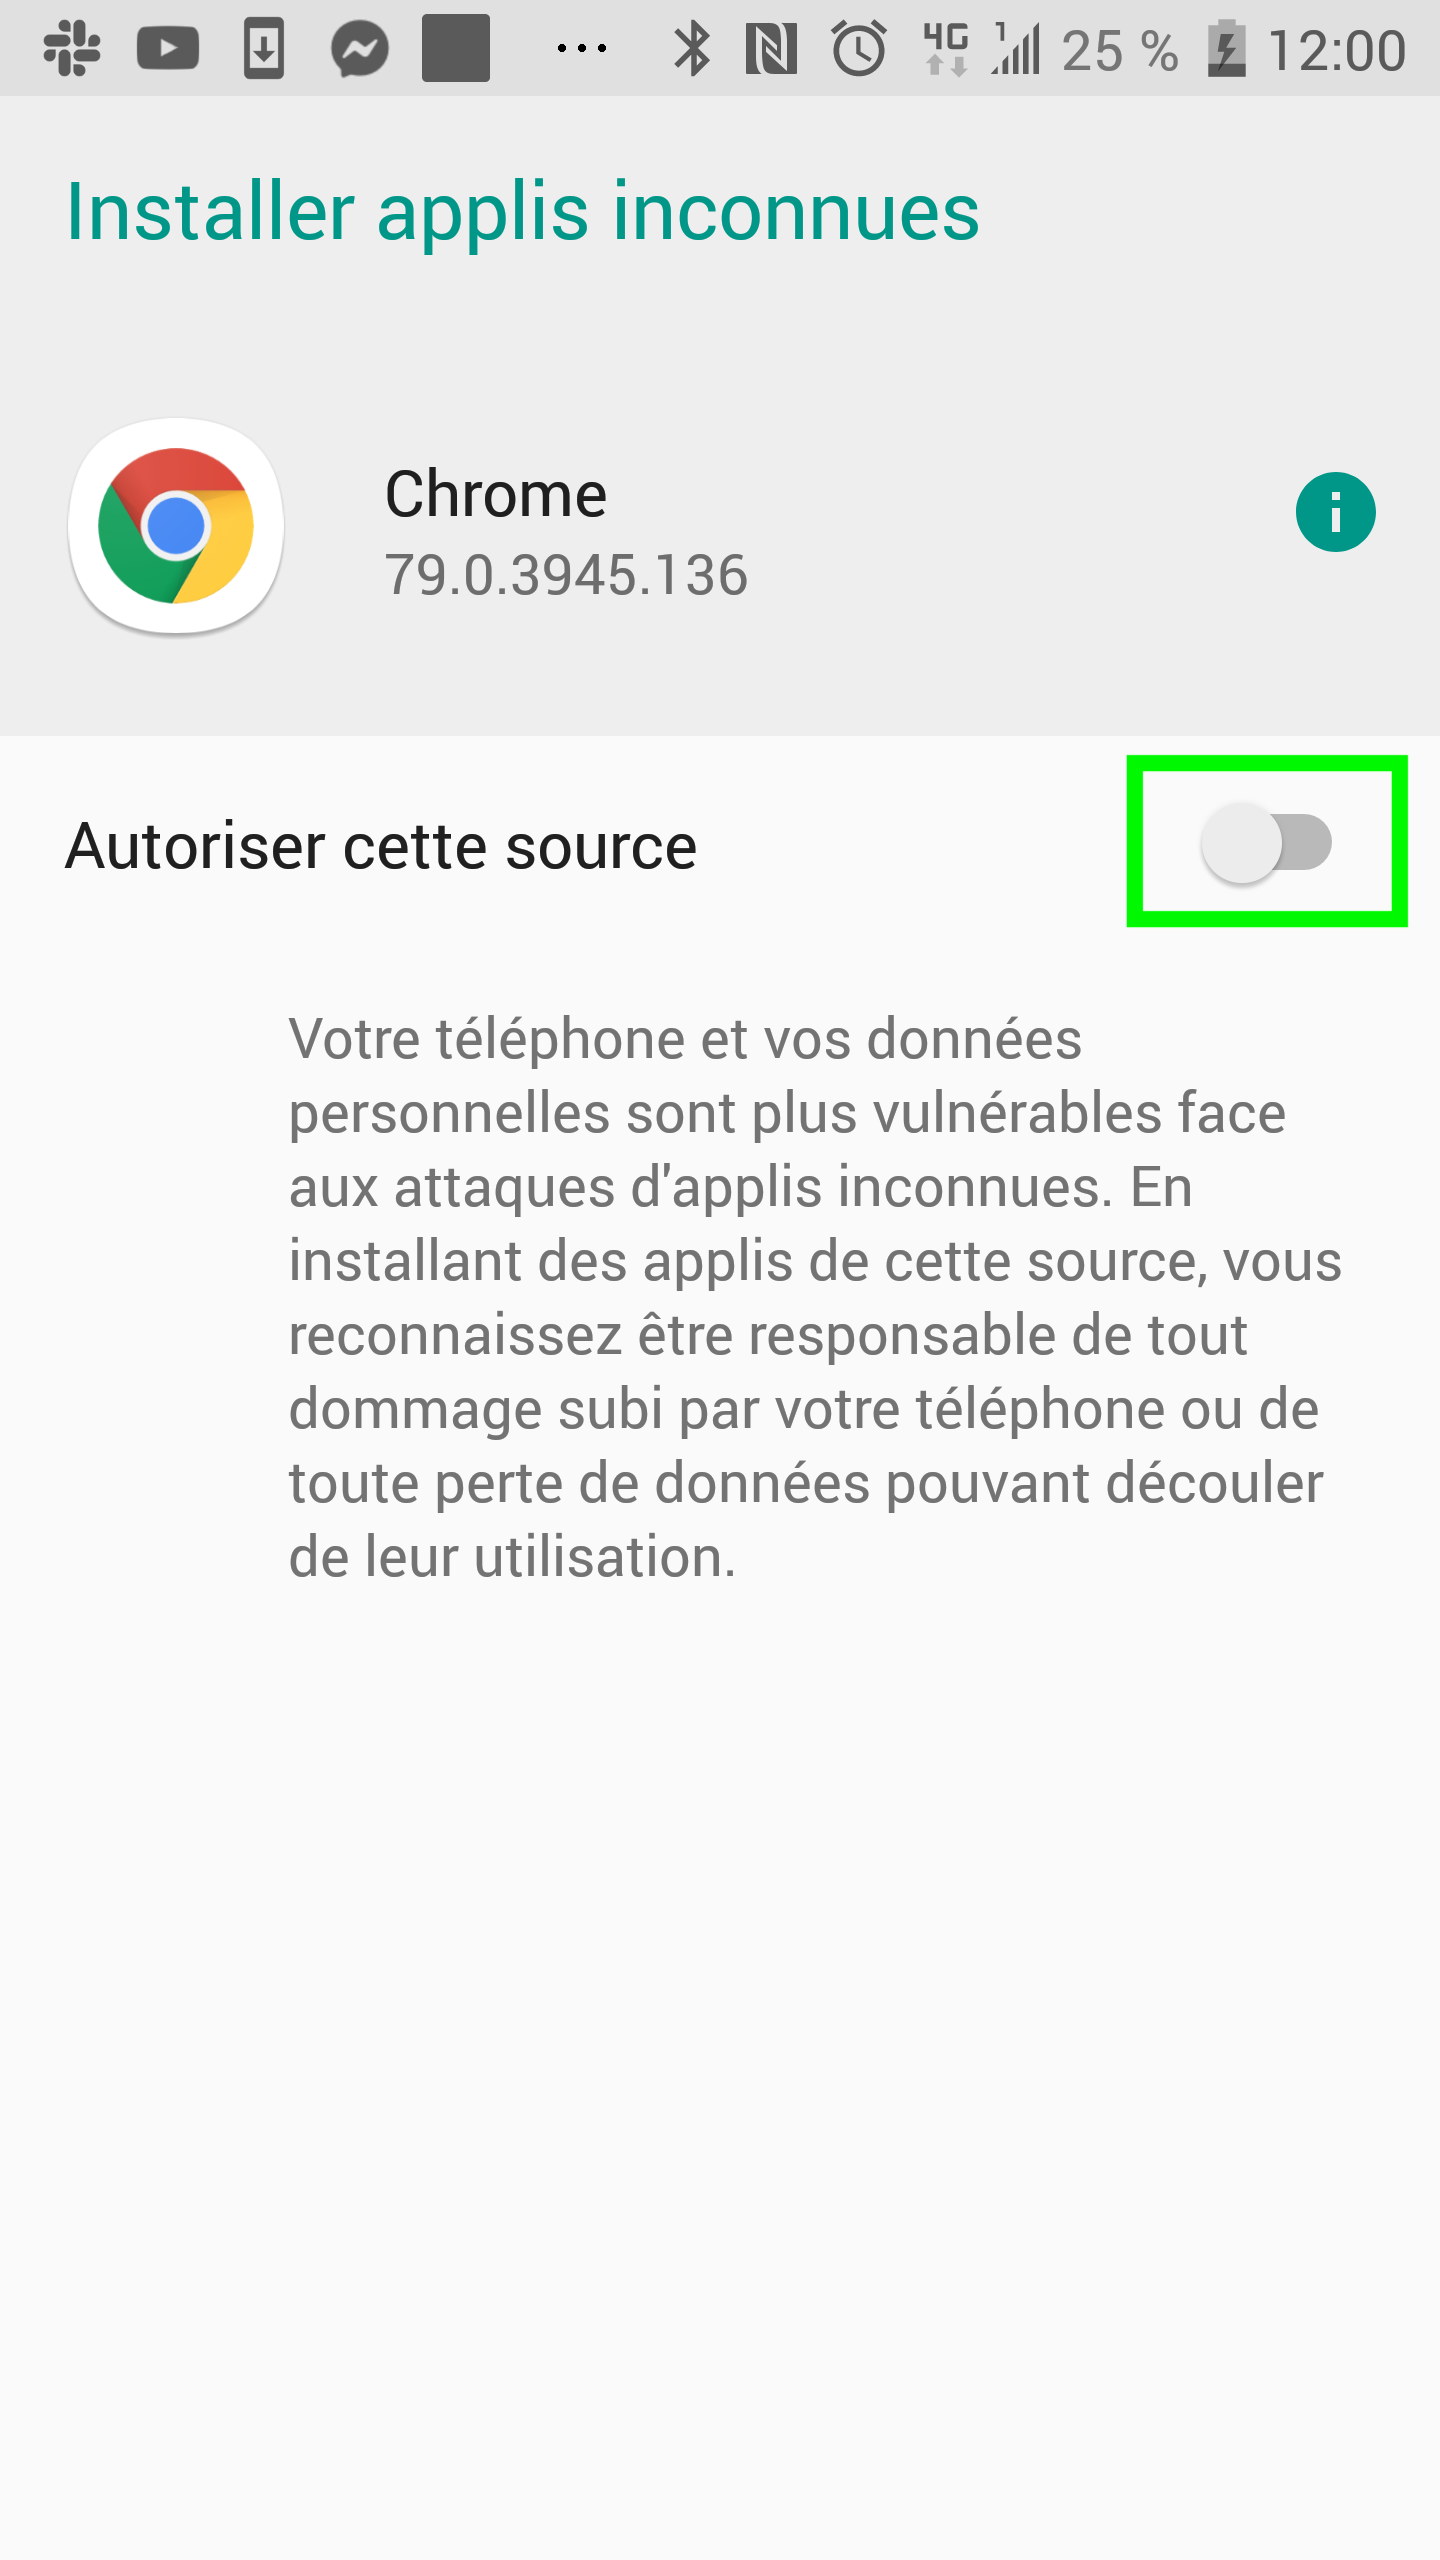 4G 1 25 % 12:00
Installer applis inconnues
Chrome
79.0.3945.136
Autoriser cette source
Votre téléphone et vos données
personnelles sont plus vulnérables face
aux attaques d'applis inconnues. En
installant des applis de cette source, vous
reconnaissez être responsable de tout
dommage subi par votre téléphone ou de
toute perte de données pouvant découler
de leur utilisation.